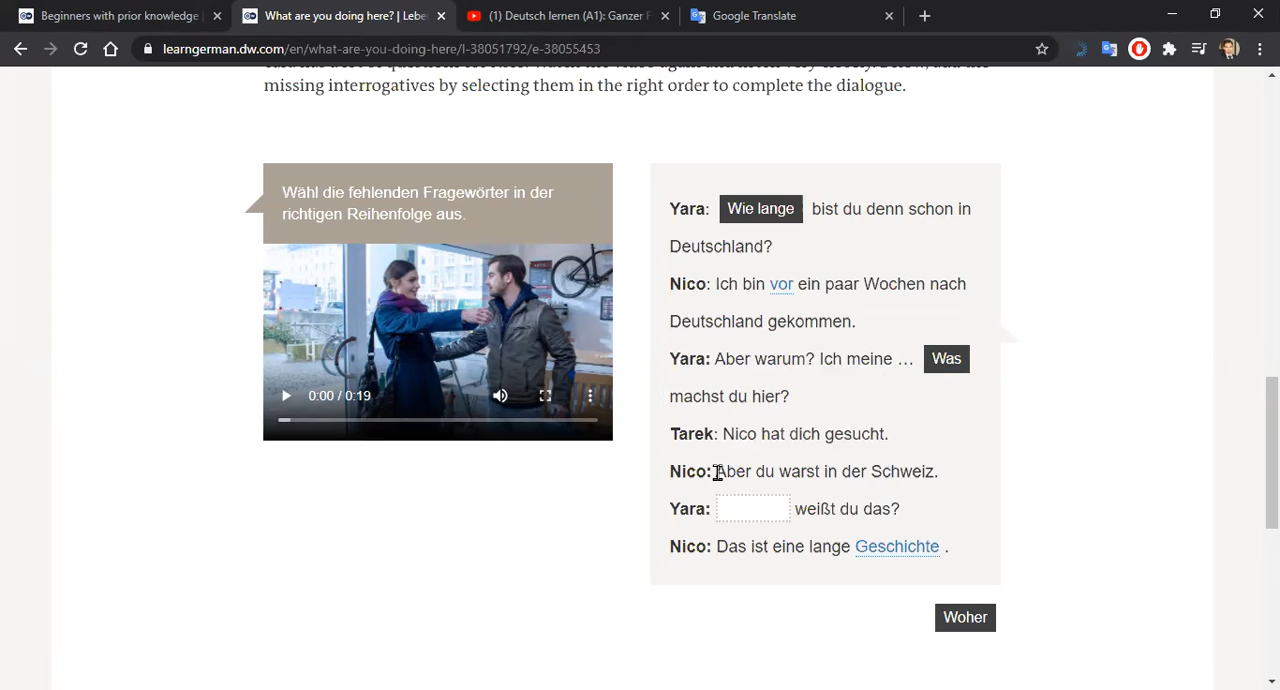 Beginners with prior knowledge
What are you doing here? | Lebe
(1) Deutsch lernen (A1): Ganzer F
Google Translate
learngerman.dw.com/en/what-are-you-doing-here/l-38051792/e-38055453
missing interrogatives by selecting them in the right order to complete the dialogue.
Wähl die fehlenden Fragewörter in der
richtigen Reihenfolge aus.
0:00 / 0:19
Yara: Wie lange bist du denn schon in
Deutschland?
Nico: Ich bin vor ein paar Wochen nach
Deutschland gekommen.
Yara: Aber warum? Ich meine … Was
machst du hier?
Tarek: Nico hat dich gesucht.
Nico: Aber du warst in der Schweiz.
Yara: weißt du das?
Nico: Das ist eine lange Geschichte .
Woher